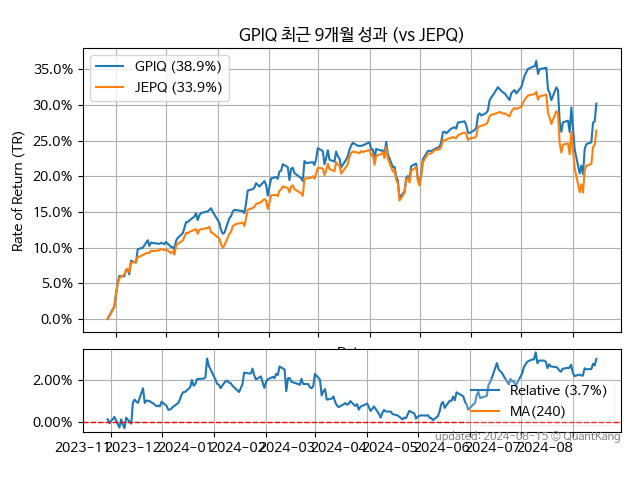 GPIQ 최근 9개월 성과 (vs JEPQ)
GPIQ (38.9%)
JEPQ (33.9%)
Rate of Return (TR)
35.0%
30.0%
25.0%
20.0%
15.0%
10.0%
5.0%
0.0%
2.00%
0.00%
Relative (3.7%)
MA(240)
2023-11 2023-12 2024-01 2024-02 2024-03 2024-04 2024-05 2024-06 2024-07 2024-08
updated: 2024-08-15 © QuantKang